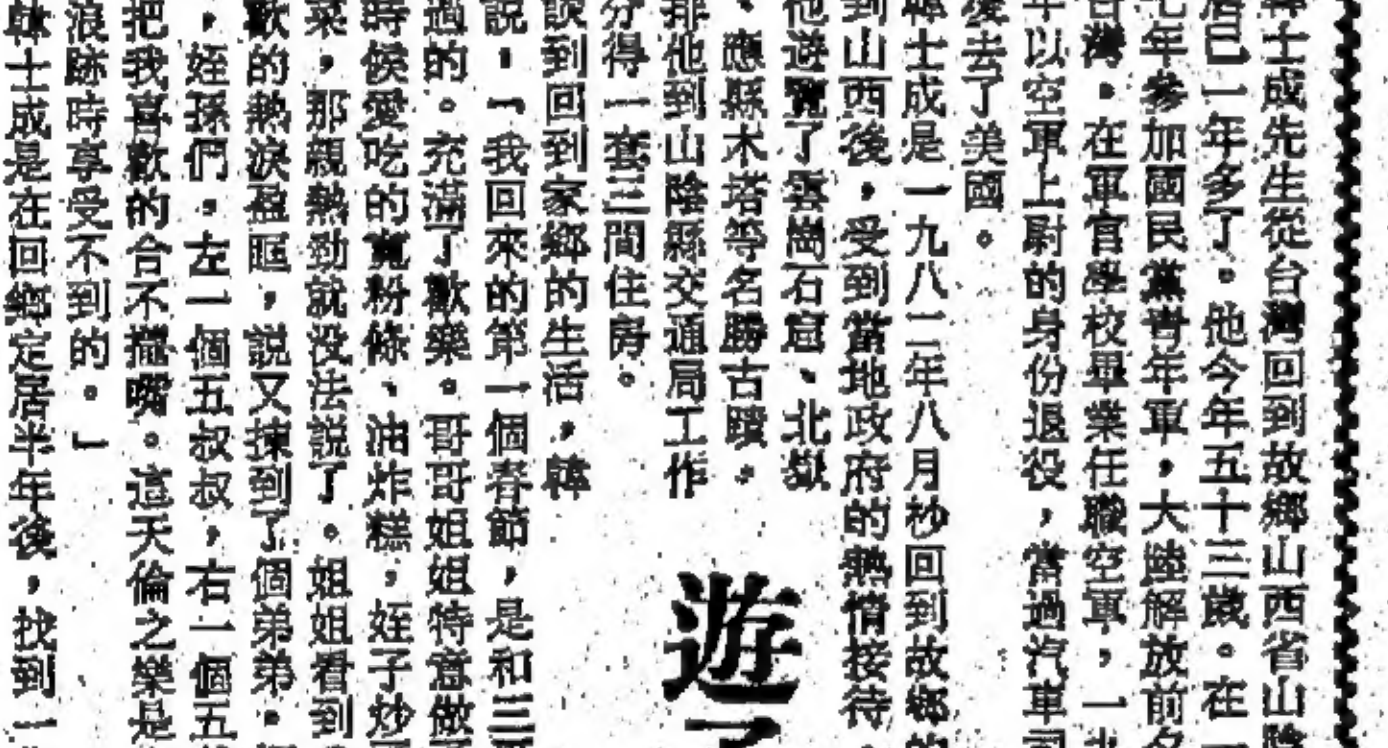 韓士成先生從台灣回到故鄉山西省山陰
居已一年多了。他今年五十三歲。在一
七年參加國民黨青年軍，大陸解放前夕
台灣。在軍官學校畢業任職空軍，一九
年以空軍上尉的身份退役，當過汽車司
後去了美國。
韓士成是一九八二年八月秒回到故鄉的
到山西後，受到當地政府的熱情接待，
他遊覽了雲崗石窟、北嶽
、應縣木塔等名勝古蹟。
排他到山陰縣交通局工作
分得一套三間住房。
談到回到家鄉的生活，韓
說：「我回來的第一個春節，是和三
過的。充滿了歡樂。哥哥姐姐特意做
時候愛吃的寬粉條、油炸糕，姪子炒
菜，那親熱勁就没法説了。姐姐看到
歡的熱淚盈眶，説又揀到了個弟弟。
，姪孫們，左一個五叔叔，右一個五
把我喜歡的合不攏嘴。這天倫之樂是
浪跡時享受不到的。」
韓士成是在回鄉定居半年後，找到一
遊